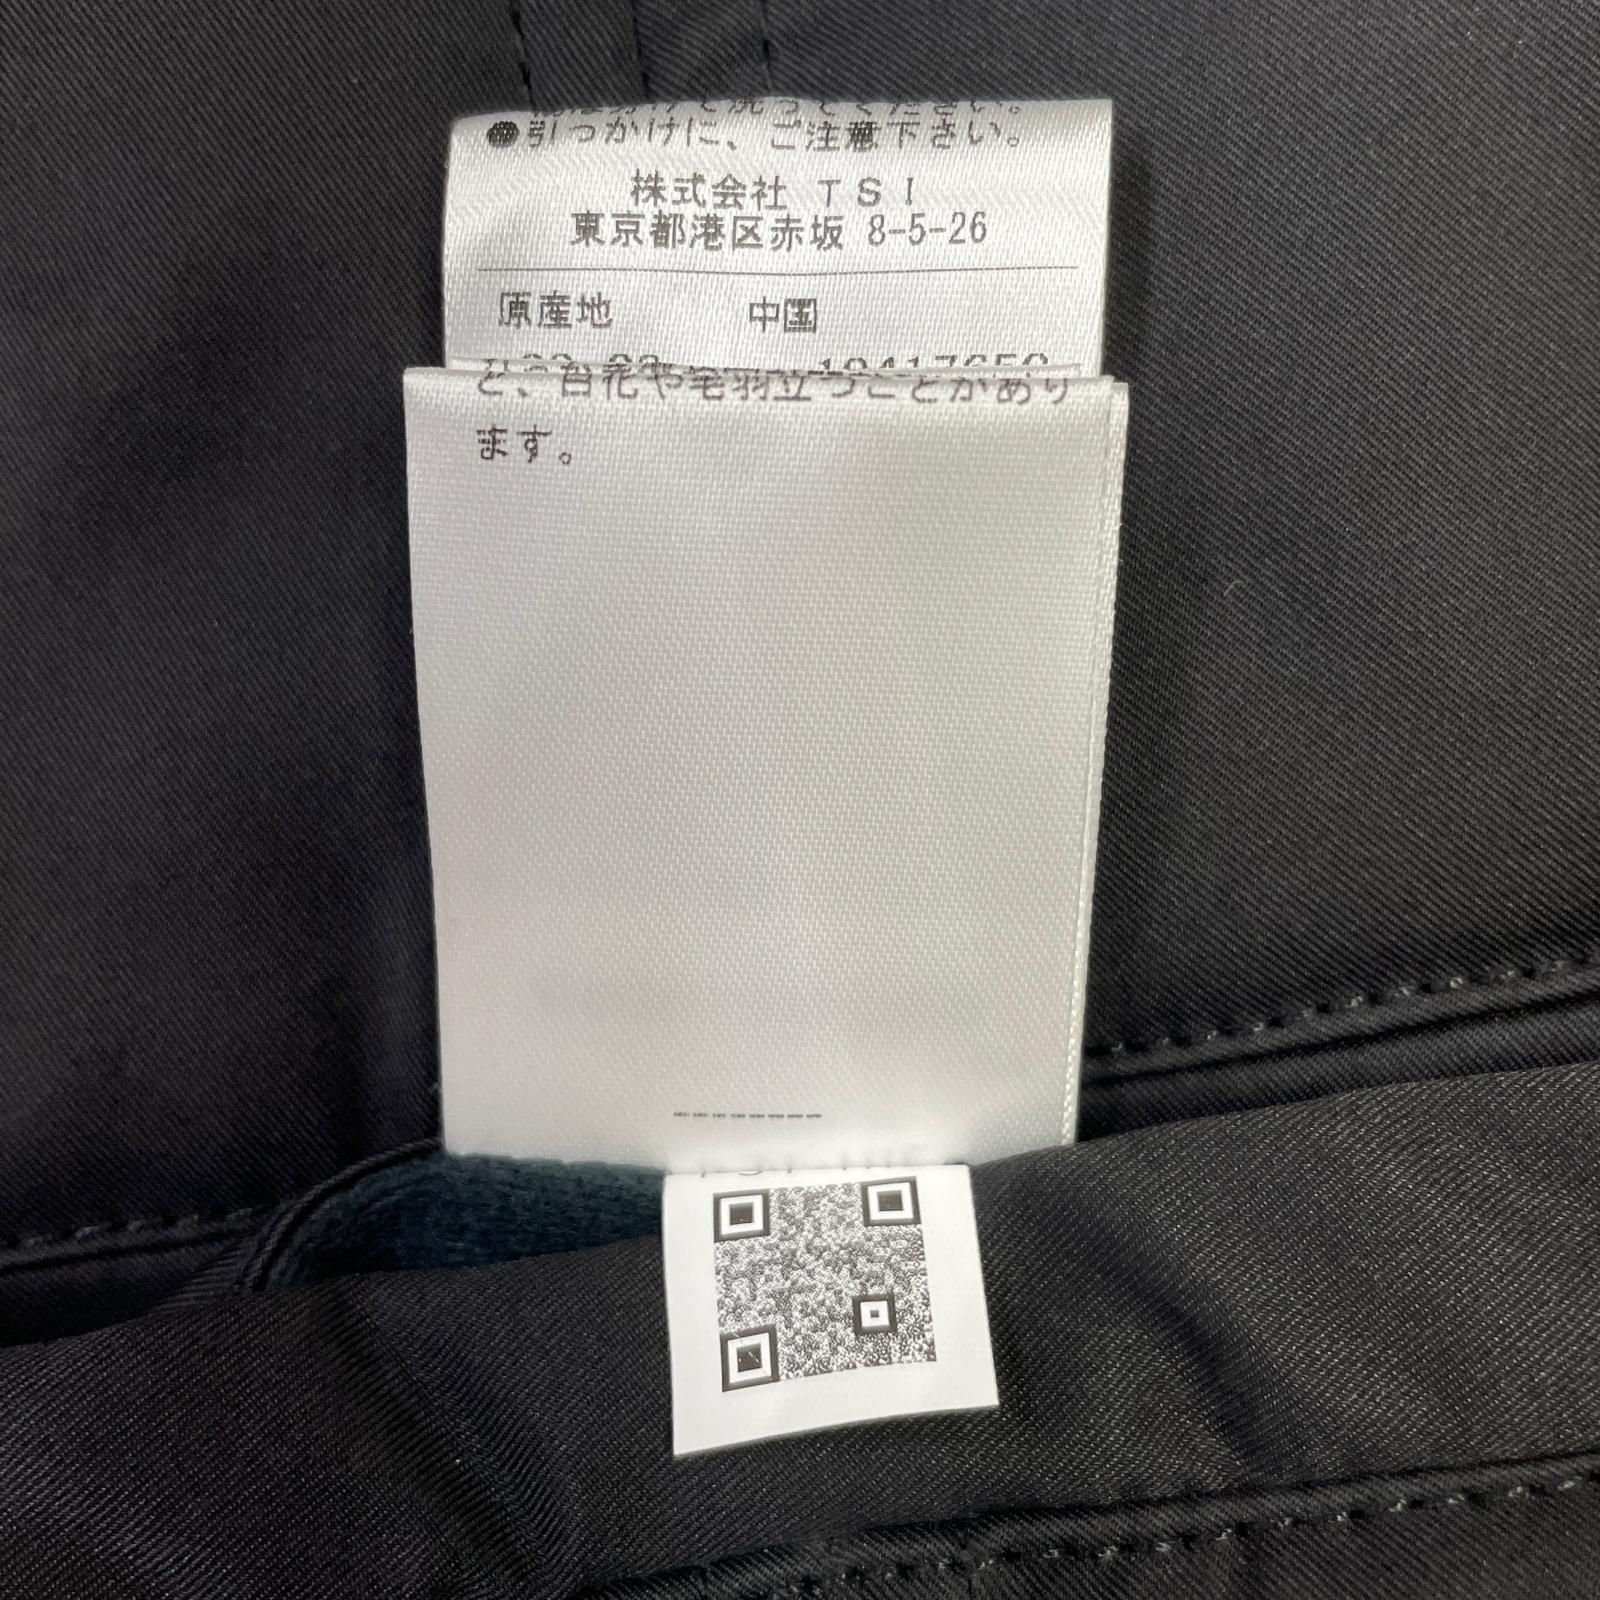 ●引っかけに、ご注意下さい。
株式会社 TSI
東京都港区赤坂 8-5-26
原産地 中国
と、白花や毛羽立つことがあり
ます。